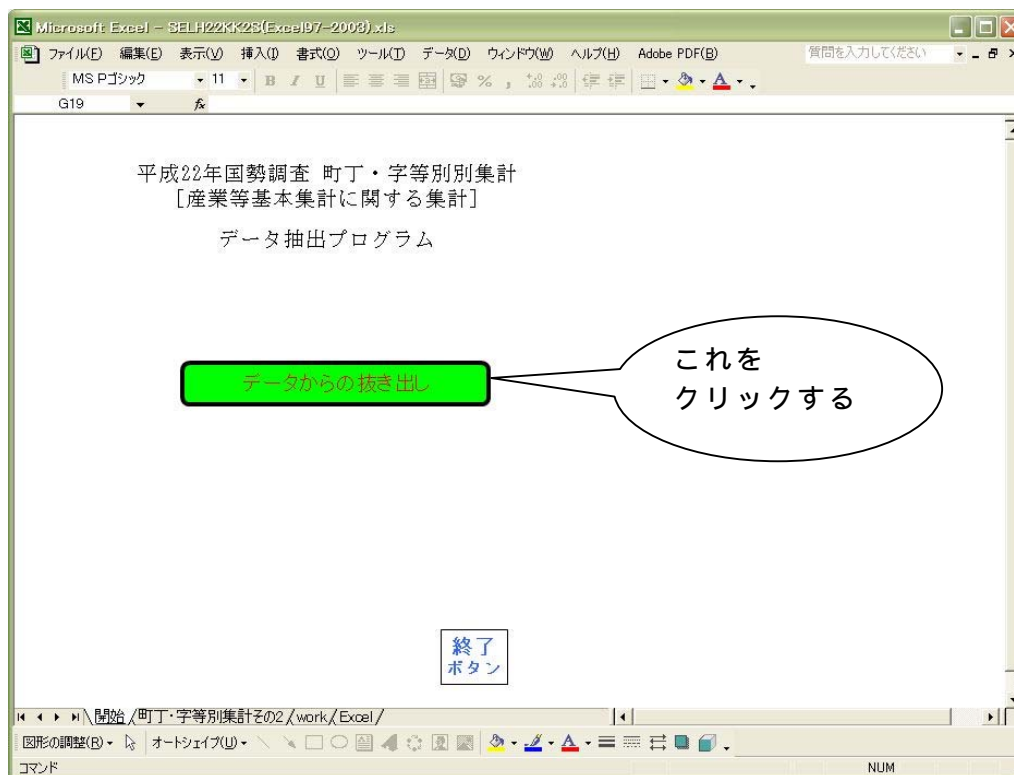 Microsoft Excel - SELH22KK2S(Excel97-2003).xls
ファイル(F) 編集(E) 表示(V) 挿入(I) 書式(O) ツール(T) データ(D) ウィンドウ(W) ヘルプ(H) Adobe PDF(B) 質問を入力してください
MS Pゴシック 11 B I U % ,
G19 fx
平成22年国勢調査 町丁・字等別別集計
[産業等基本集計に関する集計]
データ抽出プログラム
データからの抜き出し
これを
クリックする
終了
ボタン
開始 町丁・字等別集計その2 work Excel
図形の調整(R) オートシェイプ(U)
コマンド NUM